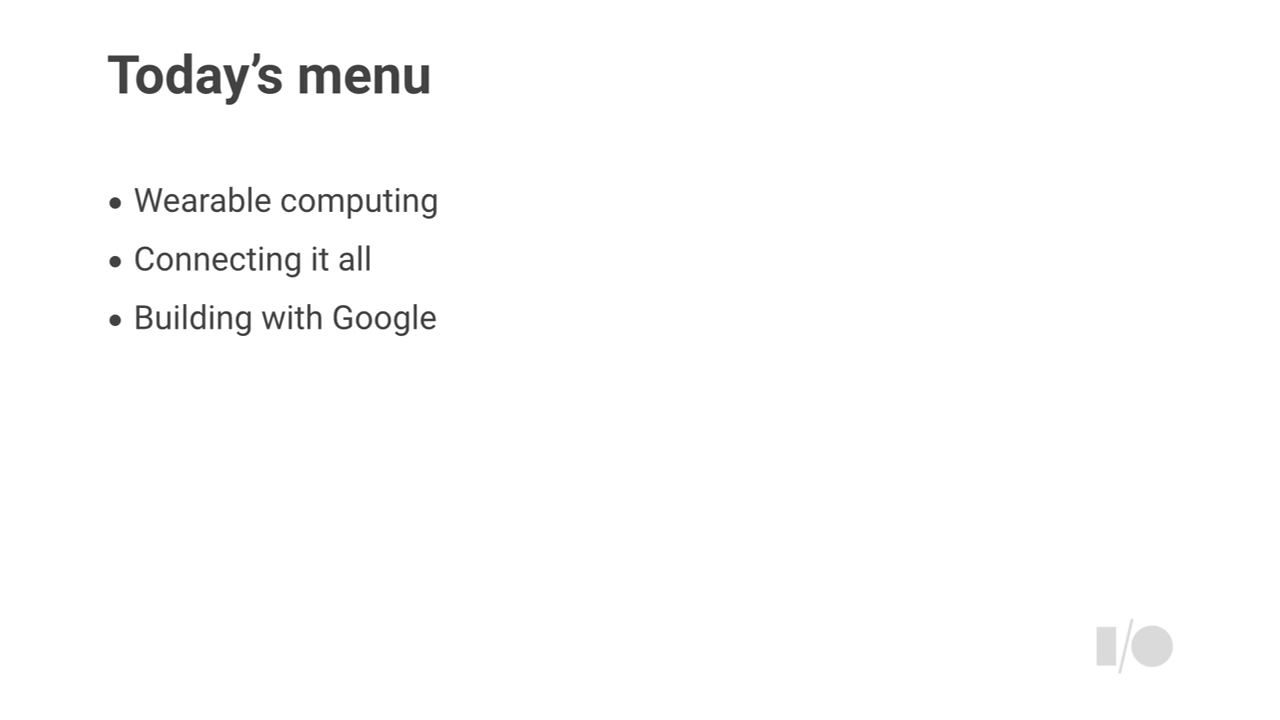 Today’s menu
• Wearable computing
• Connecting it all
• Building with Google
I/O